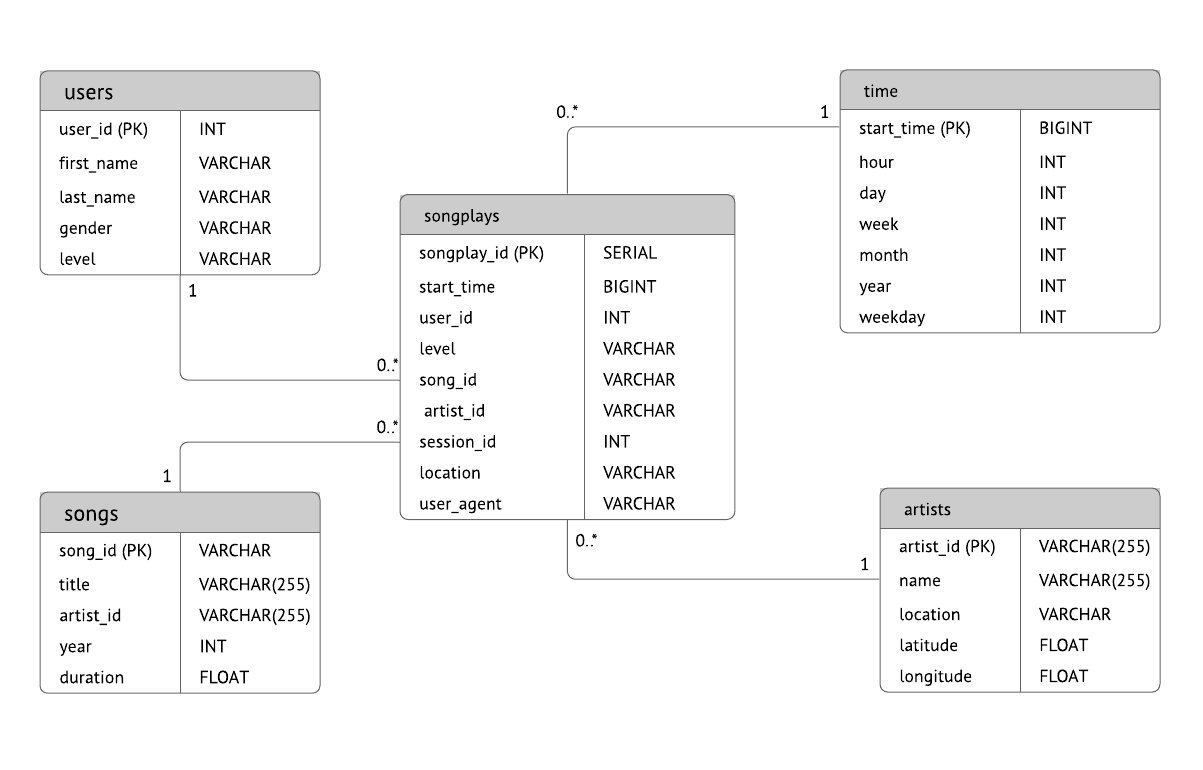 users
user_id (PK) INT
first_name VARCHAR
last_name VARCHAR
gender VARCHAR
level VARCHAR
1
0..*
0..*
1
time
start_time (PK) BIGINT
hour INT
day INT
week INT
month INT
year INT
weekday INT
songplays
songplay_id (PK) SERIAL
start_time BIGINT
user_id INT
level VARCHAR
song_id VARCHAR
artist_id VARCHAR
session_id INT
location VARCHAR
user_agent VARCHAR
0..*
1
songs
song_id (PK) VARCHAR
title VARCHAR(255)
artist_id VARCHAR(255)
year INT
duration FLOAT
0..*
1
artists
artist_id (PK) VARCHAR(255)
name VARCHAR(255)
location VARCHAR
latitude FLOAT
longitude FLOAT